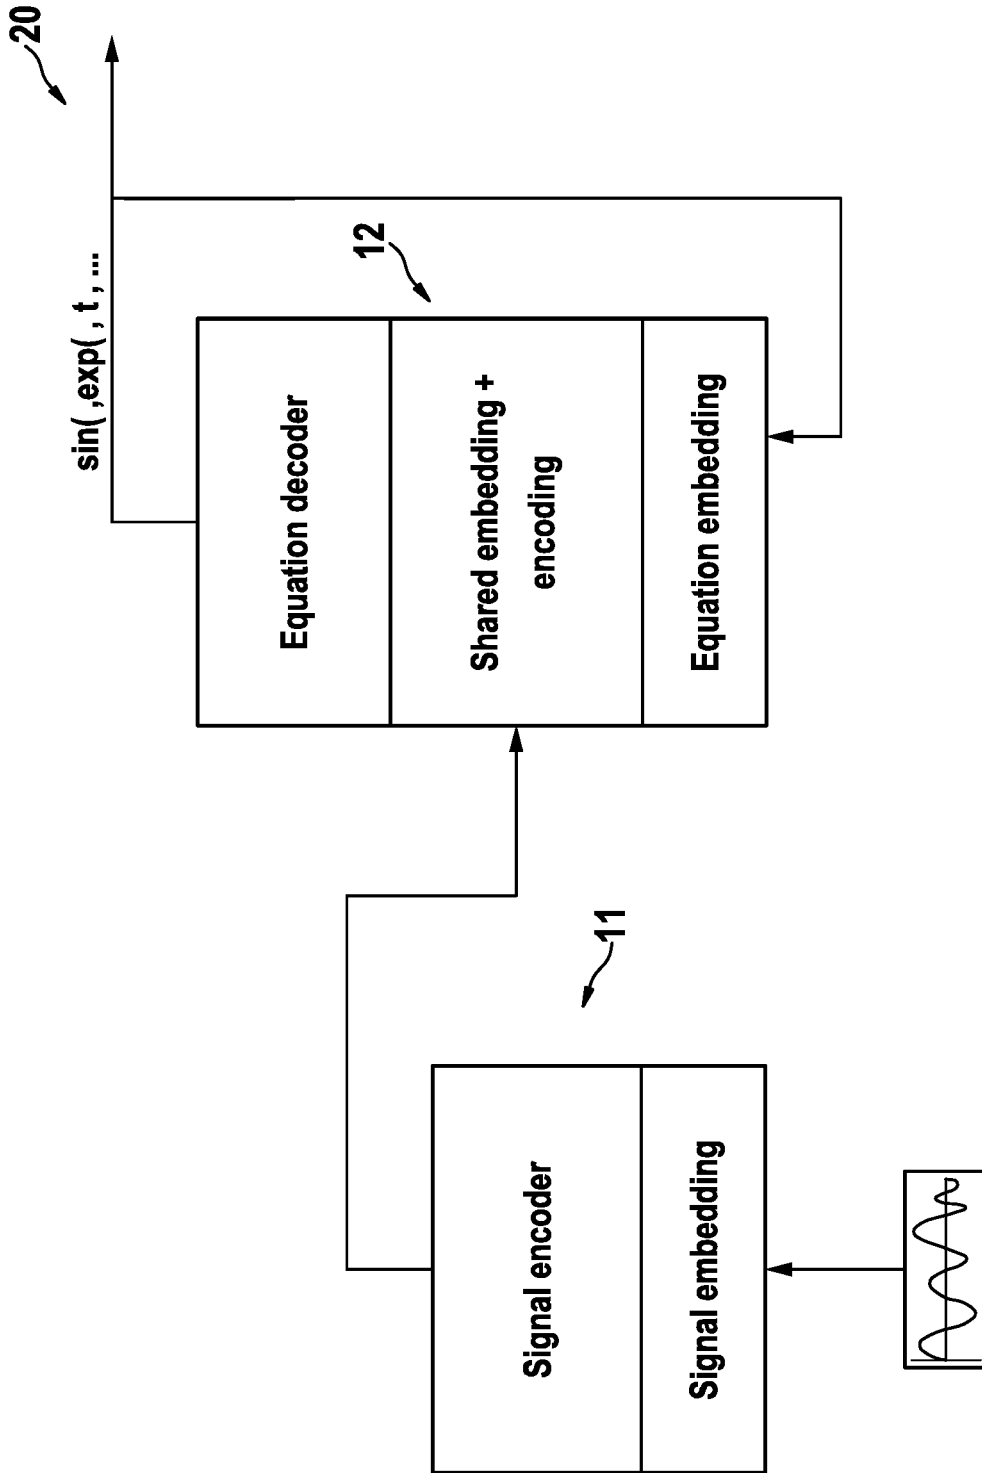 20
sin( ,exp( , t , ...
12
Equation decoder
Shared embedding +
encoding
Equation embedding
11
Signal encoder
Signal embedding